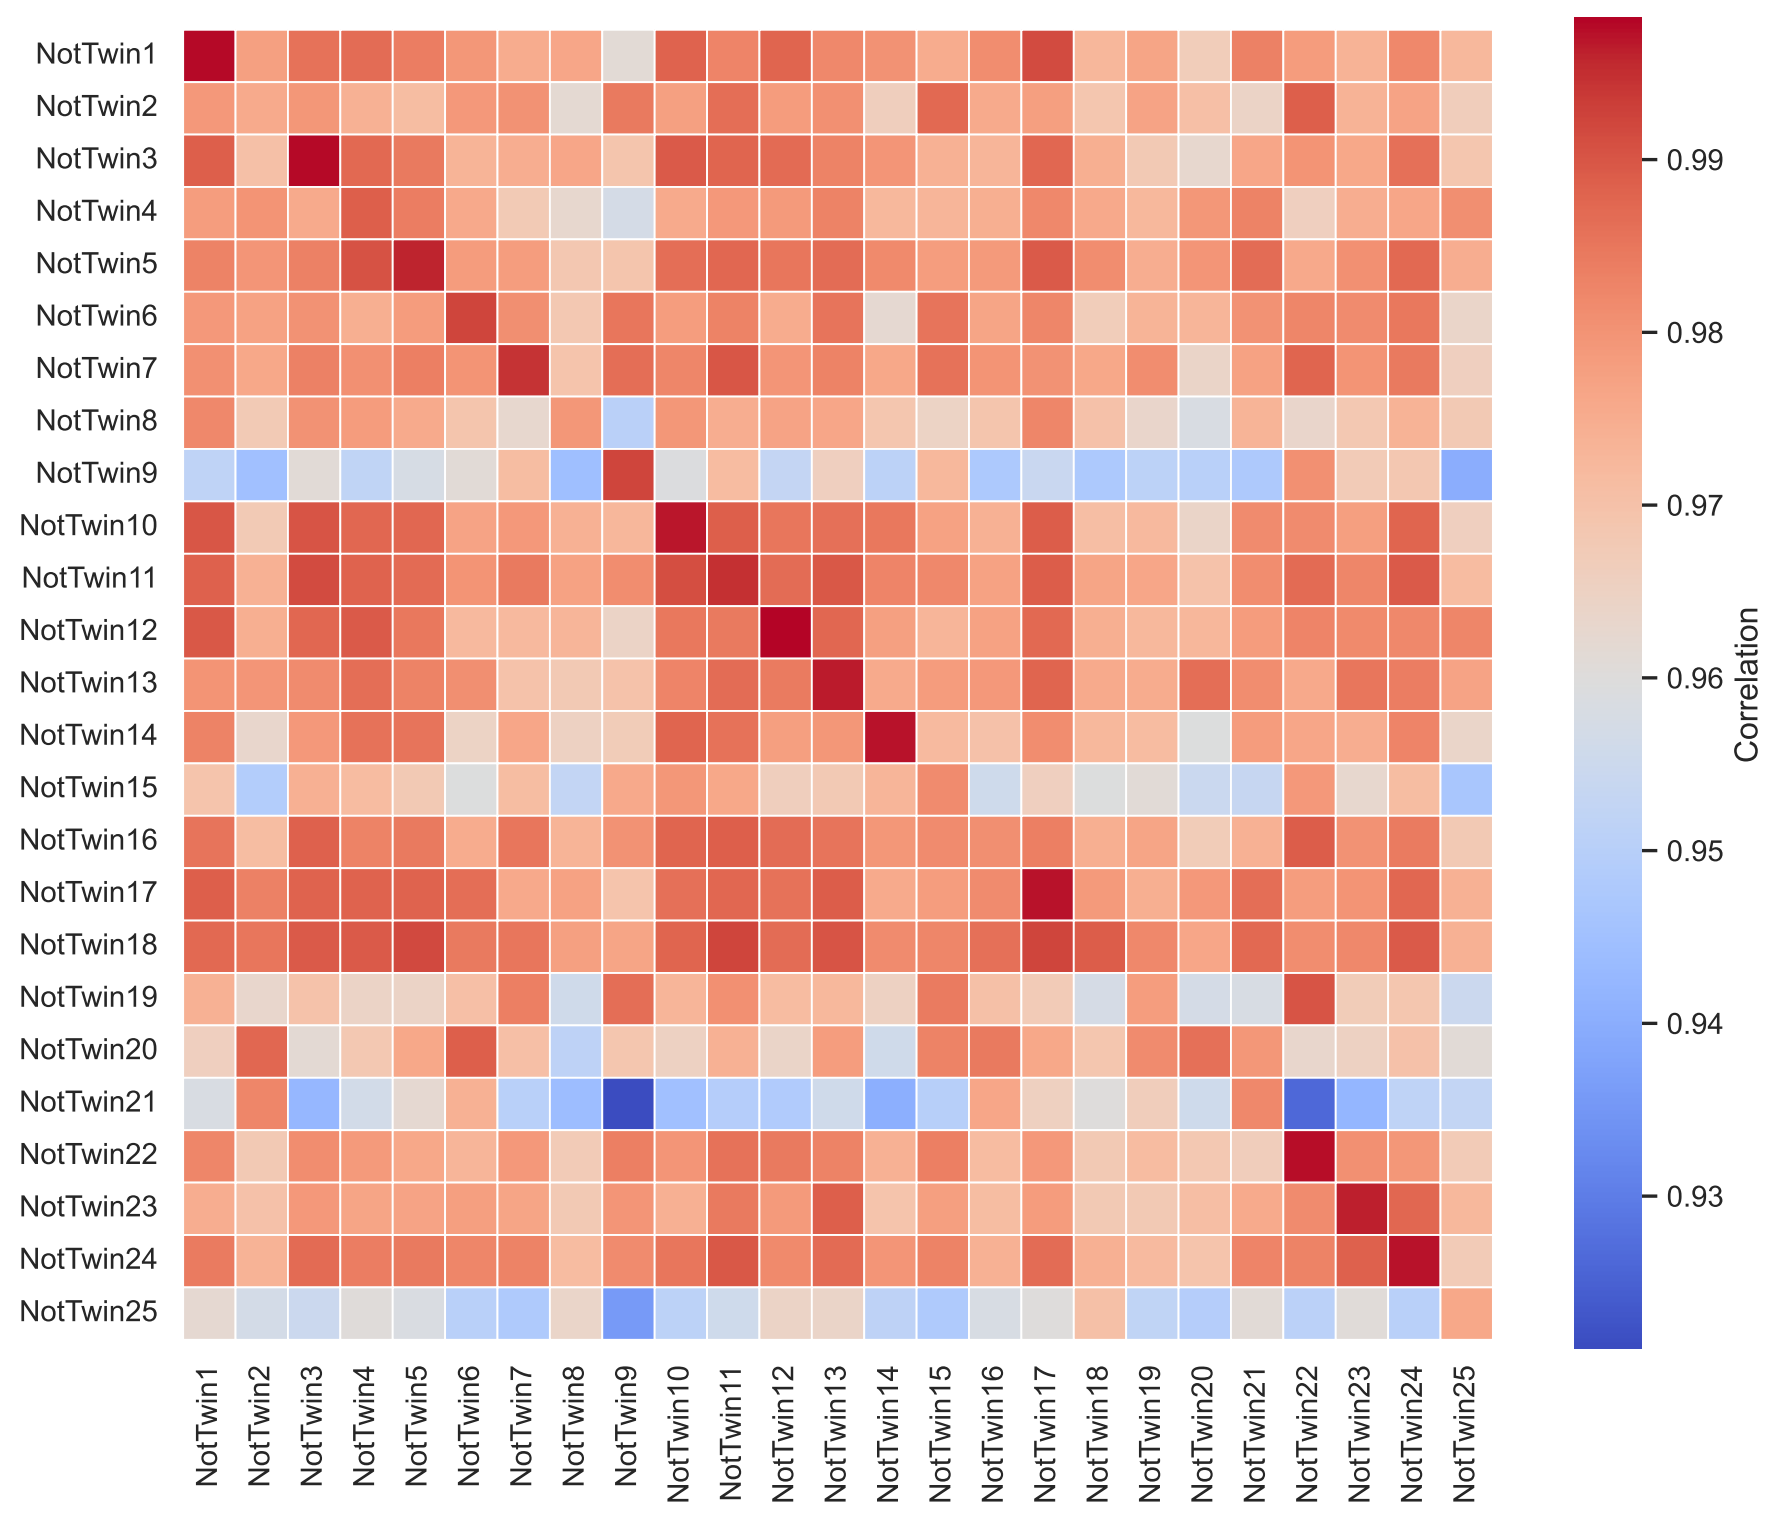 NotTwin1
NotTwin2
NotTwin3
NotTwin4
NotTwin5
NotTwin6
NotTwin7
NotTwin8
NotTwin9
NotTwin10
NotTwin11
NotTwin12
NotTwin13
NotTwin14
NotTwin15
NotTwin16
NotTwin17
NotTwin18
NotTwin19
NotTwin20
NotTwin21
NotTwin22
NotTwin23
NotTwin24
NotTwin25
NotTwin1
NotTwin2
NotTwin3
NotTwin4
NotTwin5
NotTwin6
NotTwin7
NotTwin8
NotTwin9
NotTwin10
NotTwin11
NotTwin12
NotTwin13
NotTwin14
NotTwin15
NotTwin16
NotTwin17
NotTwin18
NotTwin19
NotTwin20
NotTwin21
NotTwin22
NotTwin23
NotTwin24
NotTwin25
0.99
0.98
0.97
0.96
0.95
0.94
0.93
Correlation